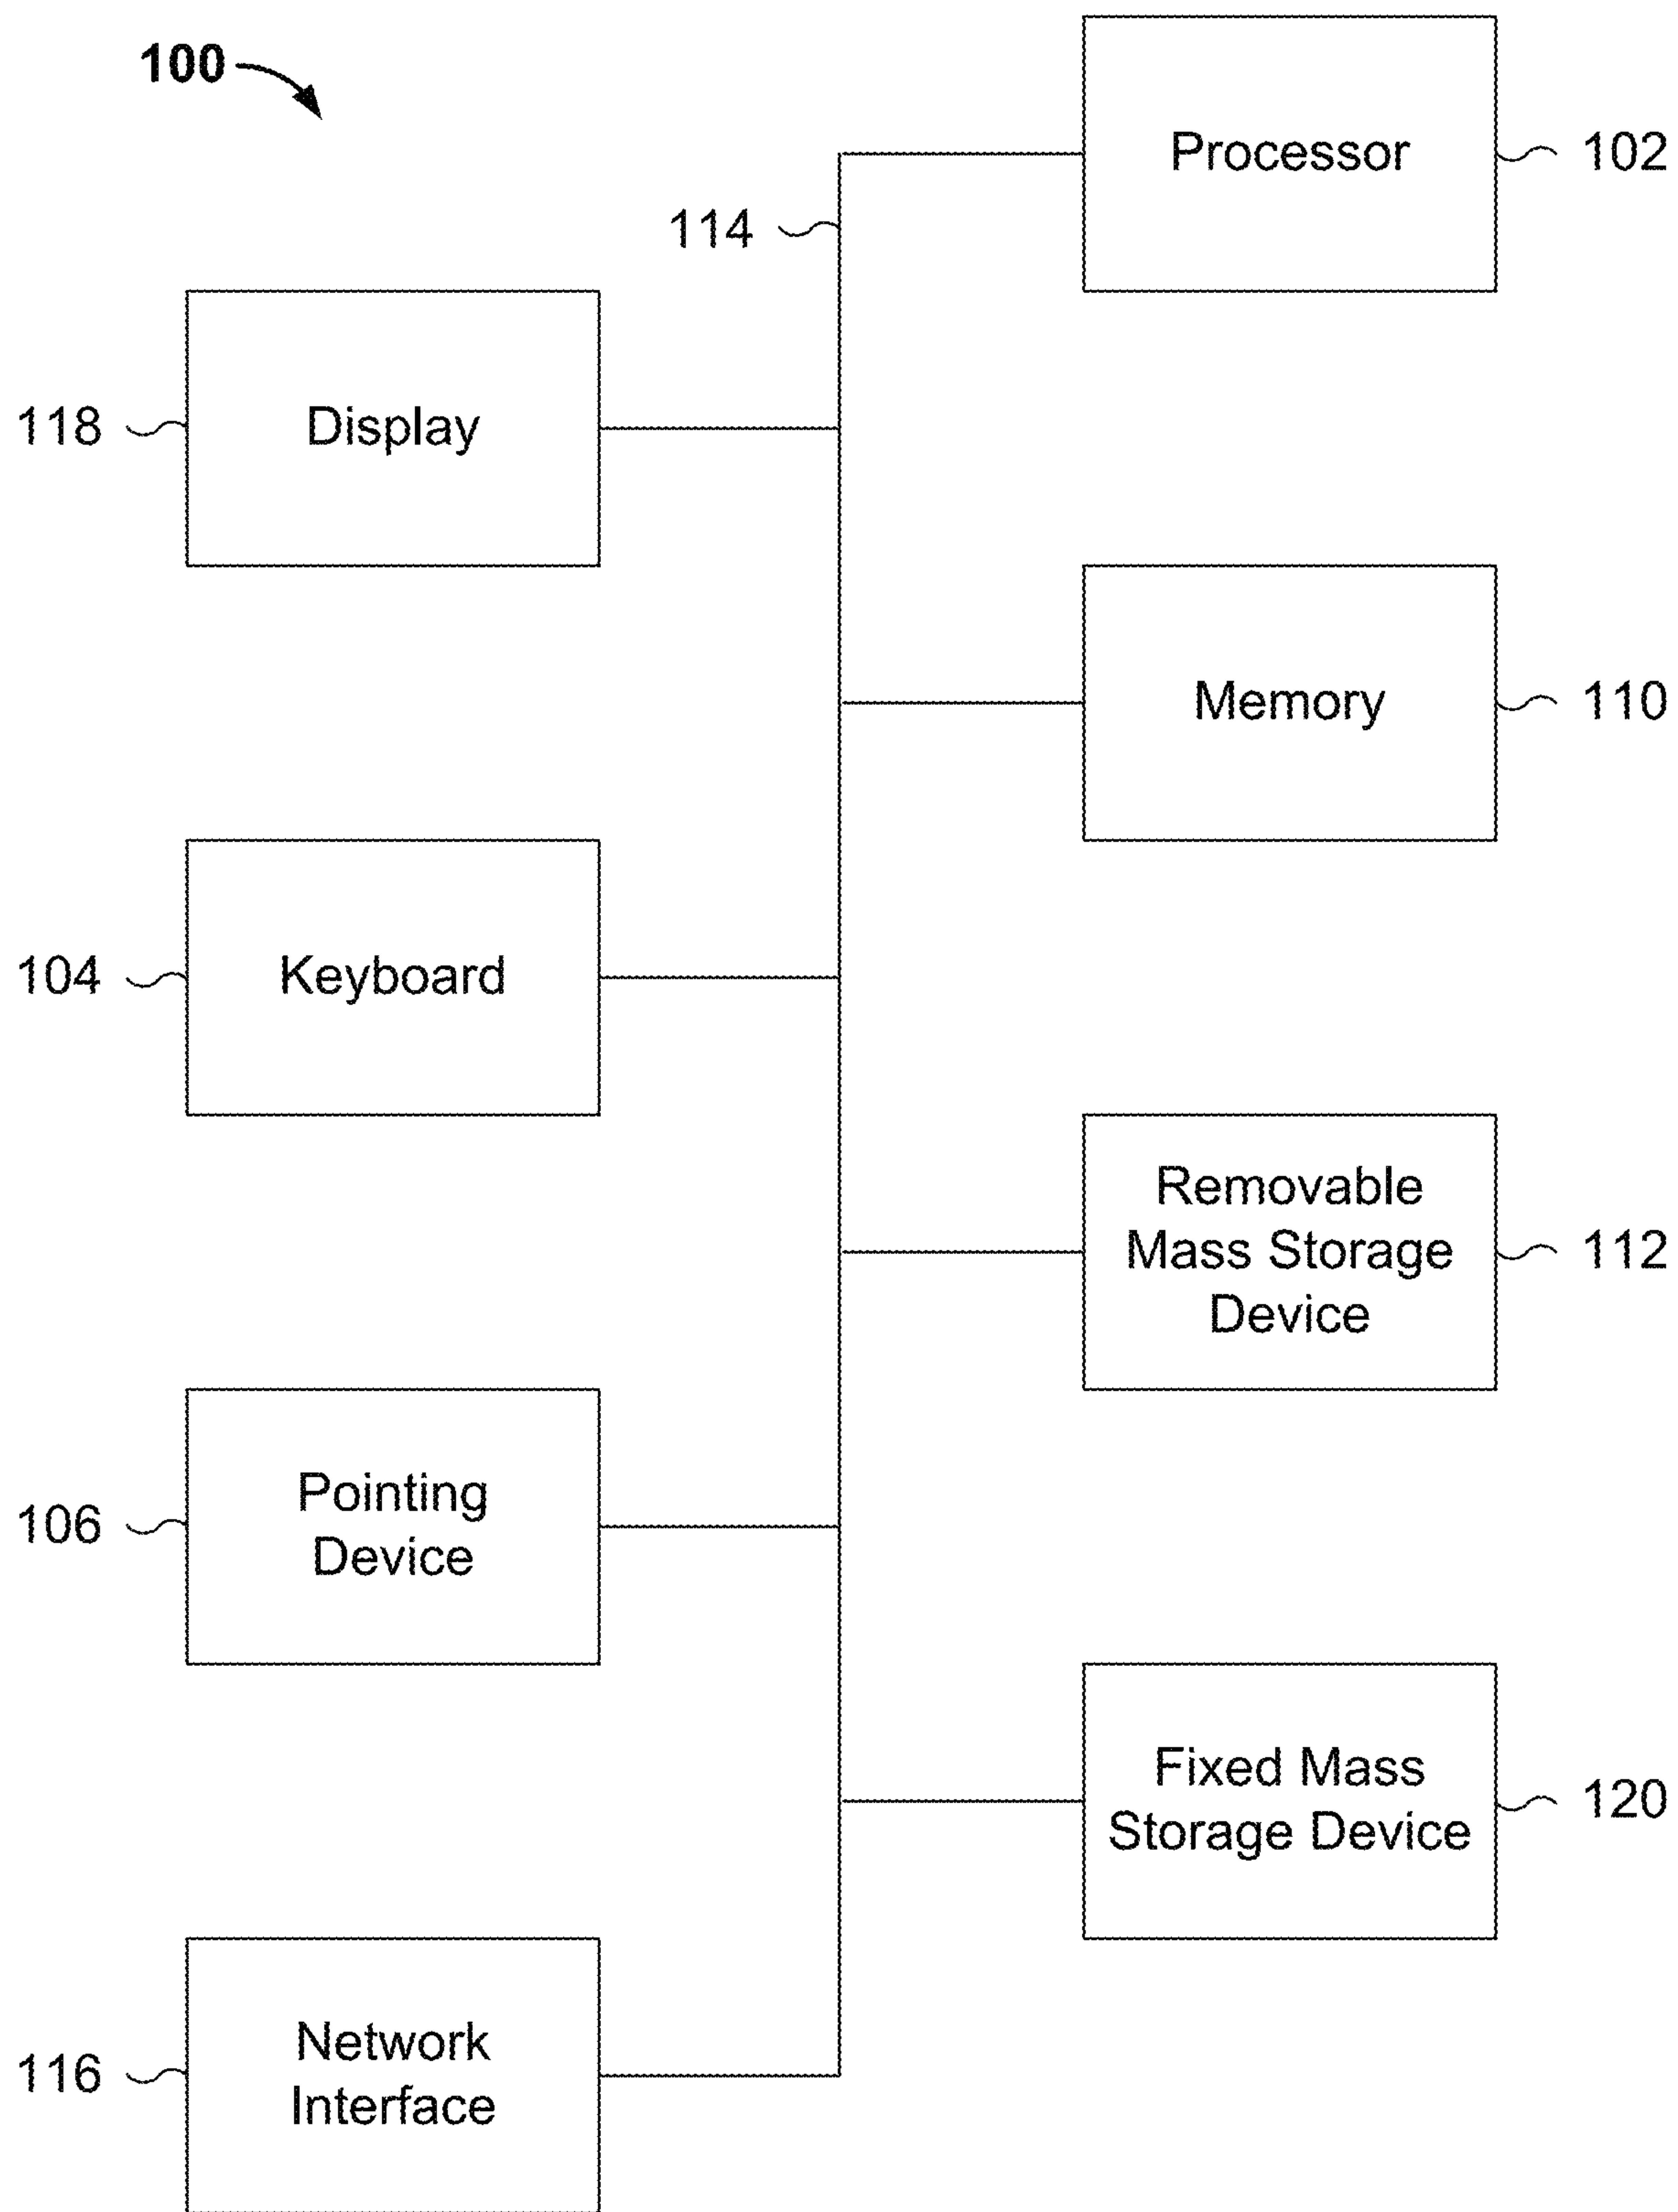 100
Processor
102
114
118
Display
Memory
110
104
Keyboard
Removable
Mass Storage
Device
112
106
Pointing
Device
Fixed Mass
Storage Device
120
116
Network
Interface